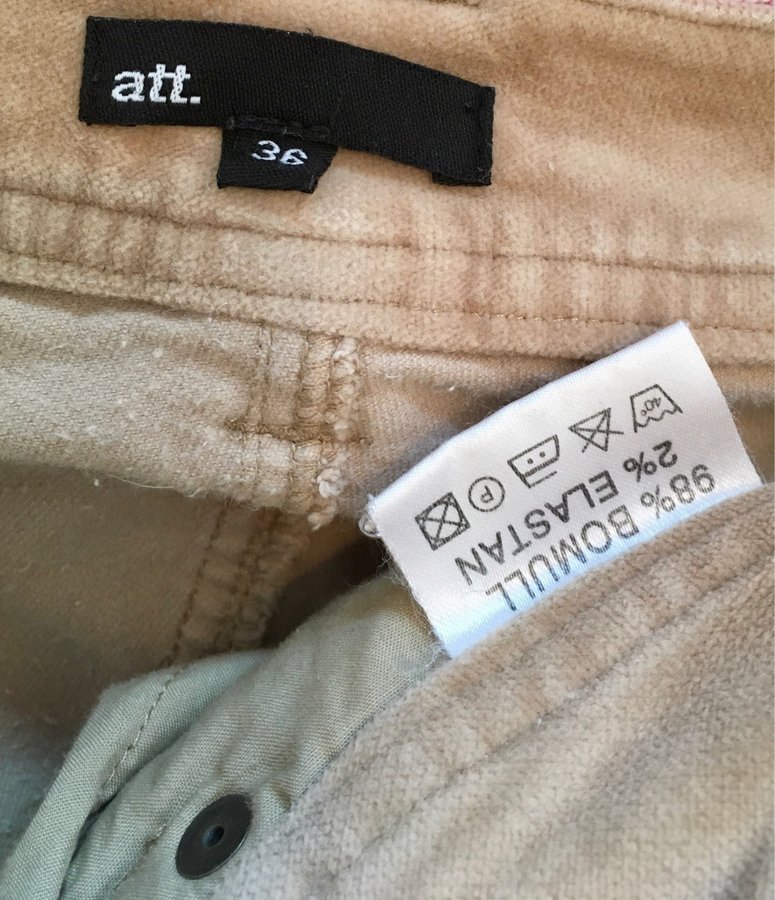 att.
36
98% BOMULL
2% ELASTAN
40°
P